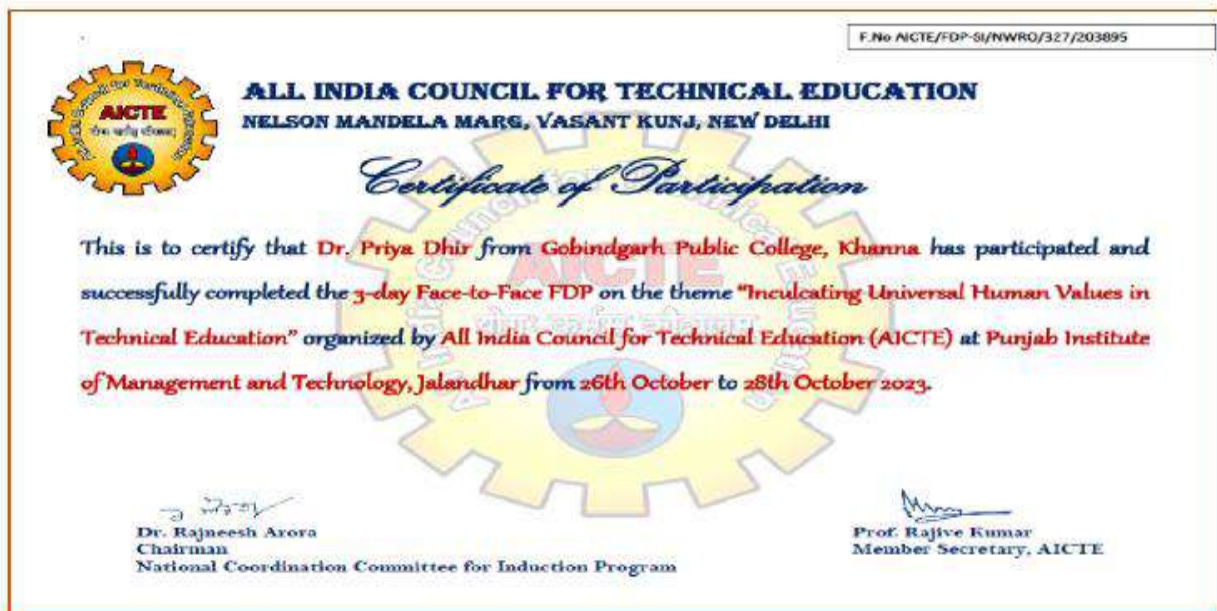 F.No AICTE/FDP-SI/NWRO/327/203895
AICTE
ALL INDIA COUNCIL FOR TECHNICAL EDUCATION
NELSON MANDELA MARG, VASANT KUNJ, NEW DELHI
Certificate of Participation
This is to certify that Dr. Priya Dhir from Gobindgarh Public College, Khanna has participated and
successfully completed the 3-day Face-to-Face FDP on the theme "Inculcating Universal Human Values in
Technical Education" organized by All India Council for Technical Education (AICTE) at Punjab Institute
of Management and Technology, Jalandhar from 26th October to 28th October 2023.
AICTE
Dr. Rajneesh Arora
Chairman
National Coordination Committee for Induction Program
Prof. Rajive Kumar
Member Secretary, AICTE